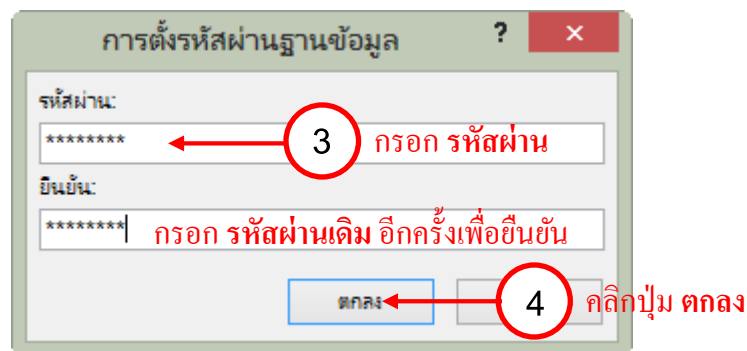 การตั้งรหัสผ่านฐานข้อมูล ? ×
รหัสผ่าน:
******** 3 กรอก รหัสผ่าน
ยืนยัน:
******** กรอก รหัสผ่านเดิม อีกครั้งเพื่อยืนยัน
ตกลง 4 คลิกปุ่ม ตกลง